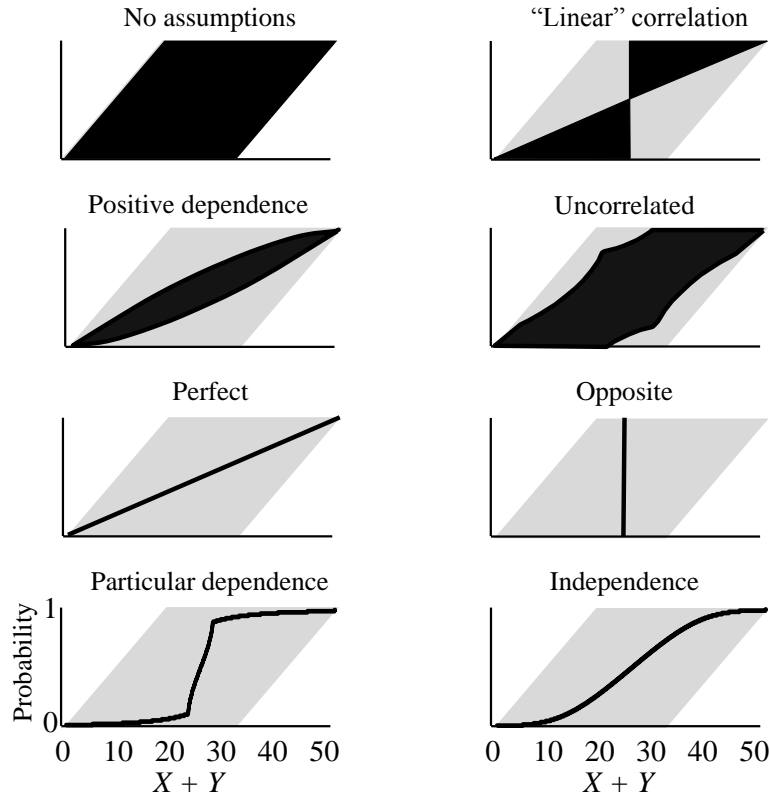 No assumptions
“Linear” correlation
Positive dependence
Uncorrelated
Perfect
Opposite
Particular dependence
Independence
Probability
1
0
0 10 20 30 40 50
X + Y
0 10 20 30 40 50
X + Y